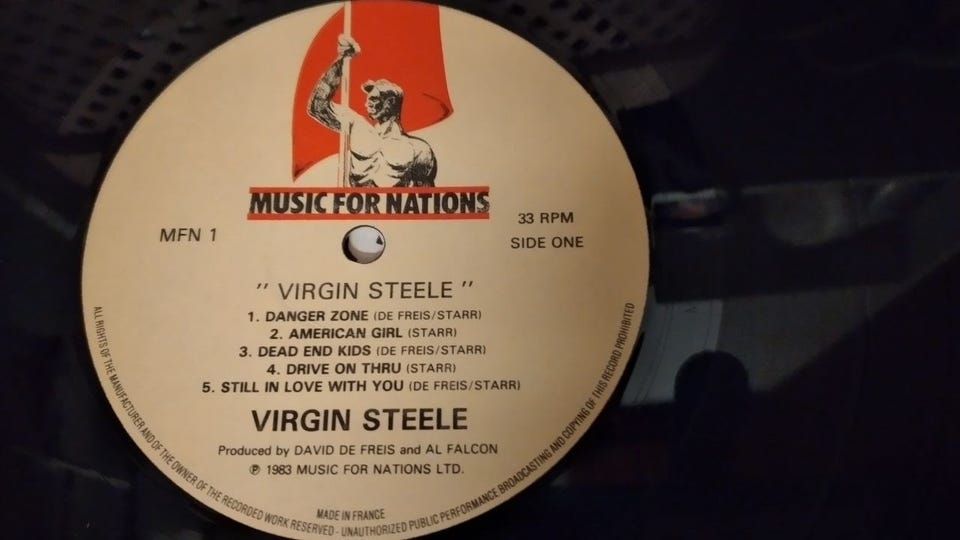 MUSIC FOR NATIONS
MFN 1
33 RPM
SIDE ONE
" VIRGIN STEELE "
1. DANGER ZONE (DE FREIS/STARR)
2. AMERICAN GIRL (STARR)
3. DEAD END KIDS (DE FREIS/STARR)
4. DRIVE ON THRU (STARR)
5. STILL IN LOVE WITH YOU (DE FREIS/STARR)
VIRGIN STEELE
Produced by DAVID DE FREIS and AL FALCON
℗ 1983 MUSIC FOR NATIONS LTD.
MADE IN FRANCE
ALL RIGHTS OF THE MANUFACTURER AND OF THE OWNER OF THE RECORDED WORK RESERVED - UNAUTHORIZED PUBLIC PERFORMANCE BROADCASTING AND COPYING OF THIS RECORD PROHIBITED